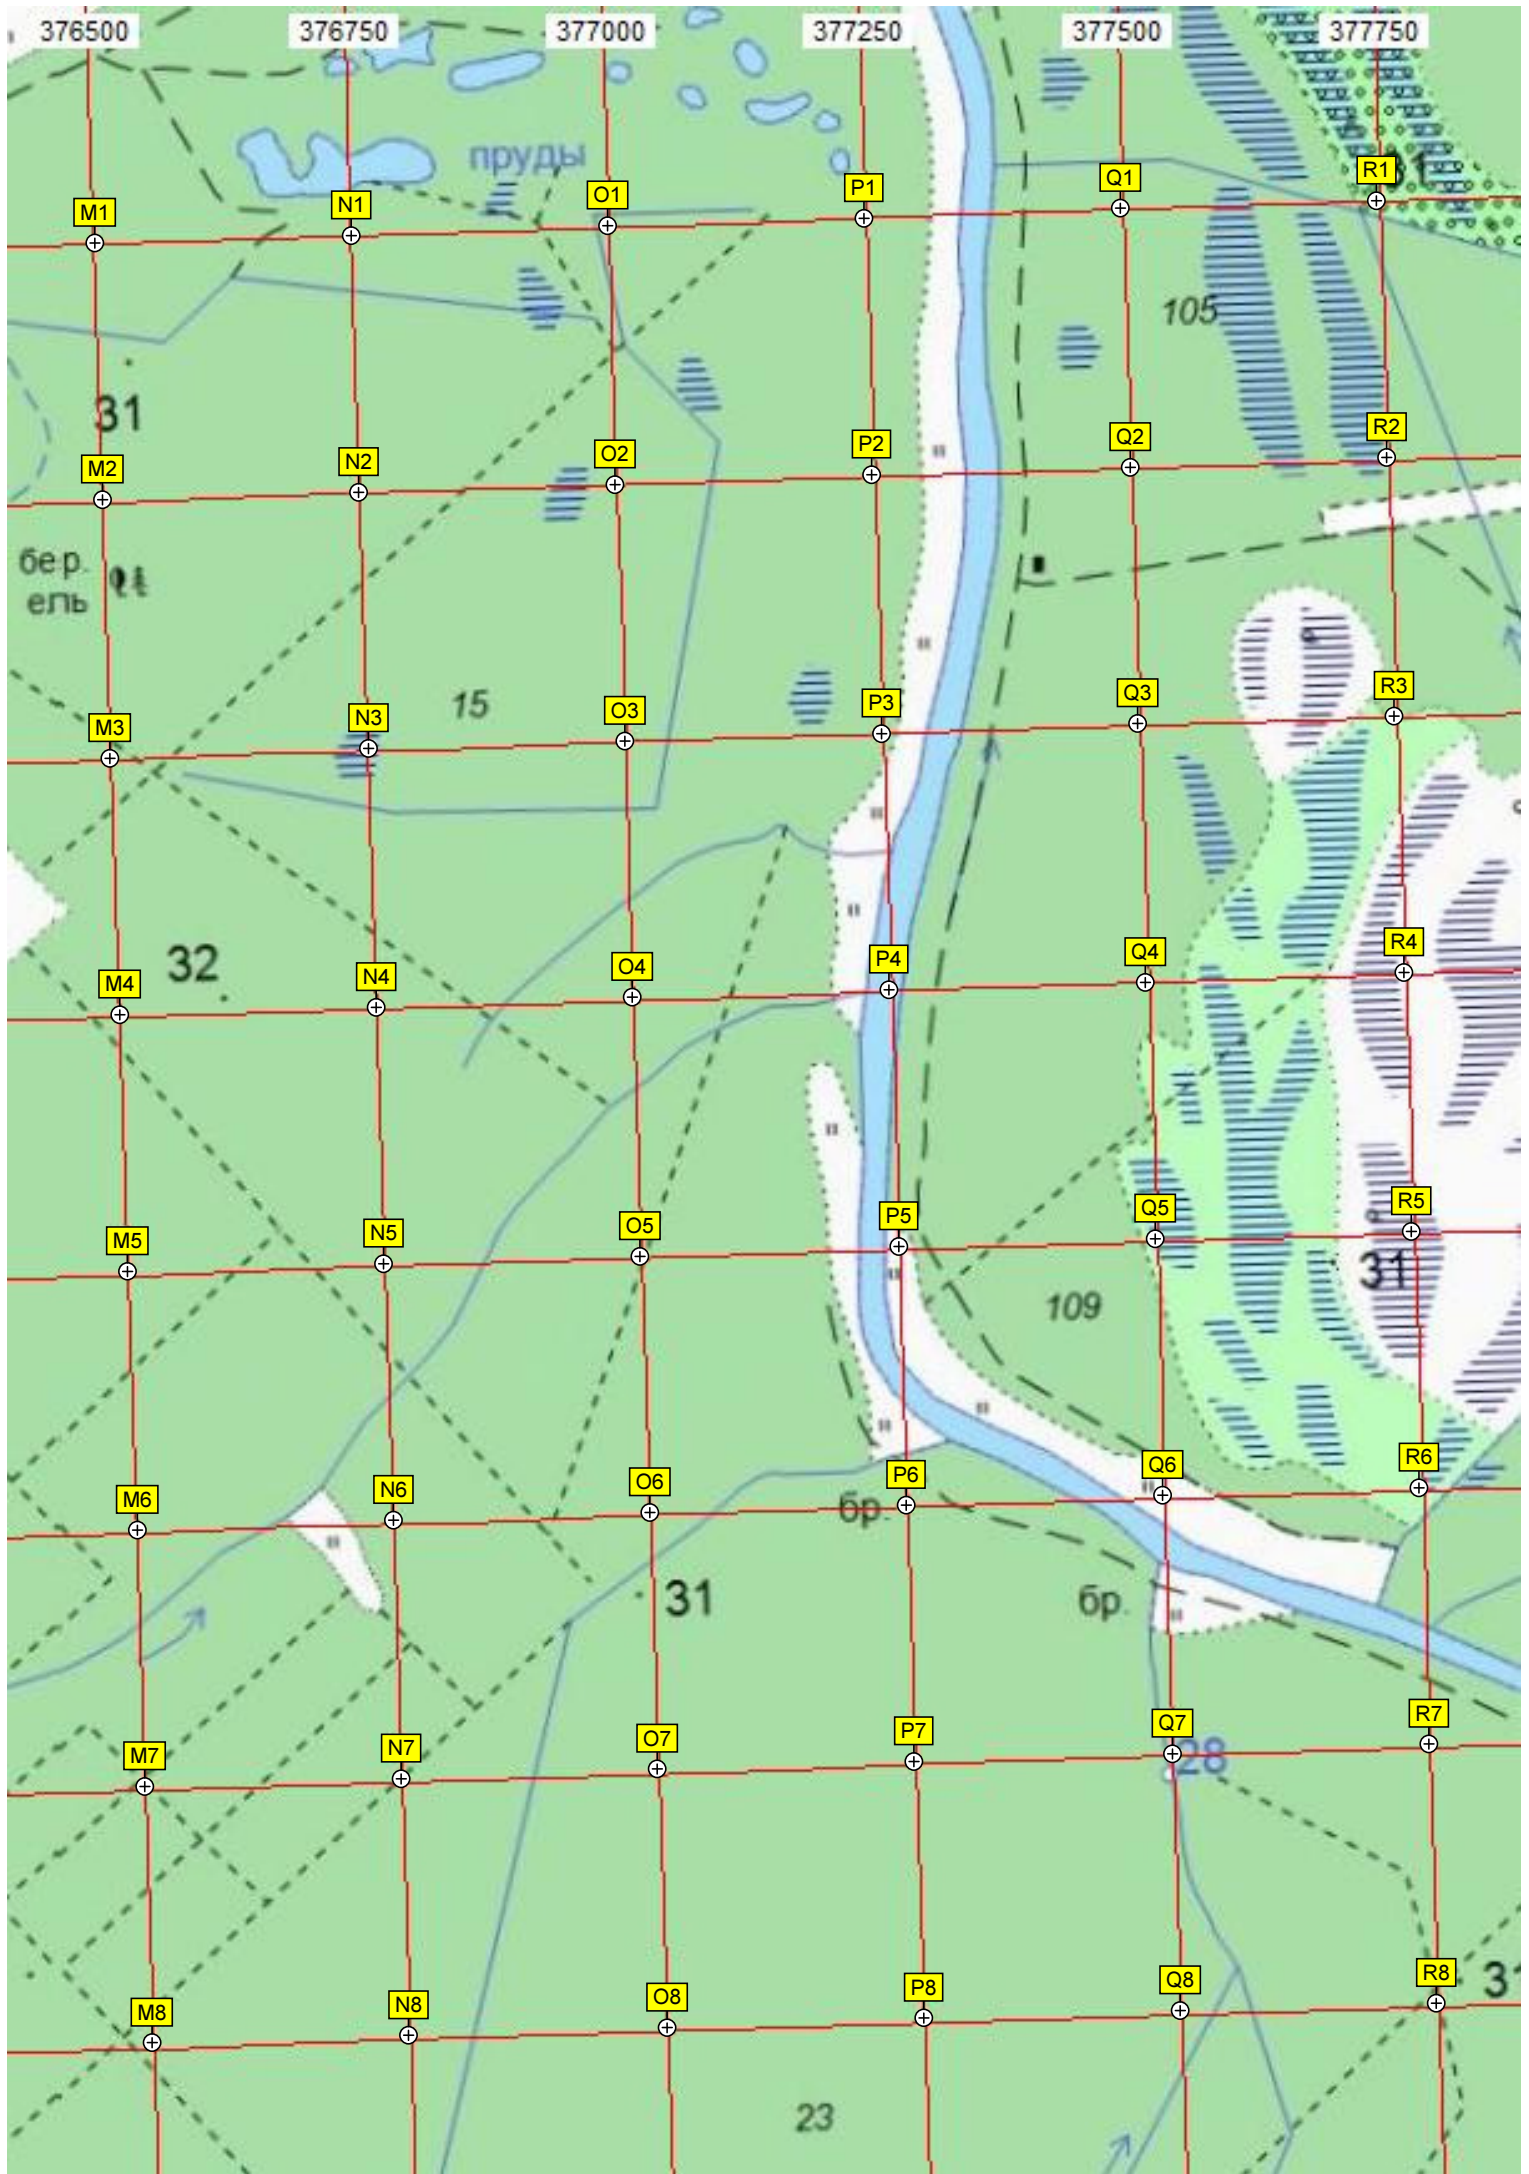 376500 376750 377000 377250 377500 377750
пруды
M1 N1 O1 P1 Q1 R1
105
31
M2 N2 O2 P2 Q2 R2
бер.
ель
15
M3 N3 O3 P3 Q3 R3
32
M4 N4 O4 P4 Q4 R4
M5 N5 O5 P5 Q5 R5
109 31
M6 N6 O6 P6 Q6 R6
бр.
31 бр.
M7 N7 O7 P7 Q7 R7
28
M8 N8 O8 P8 Q8 R8
23